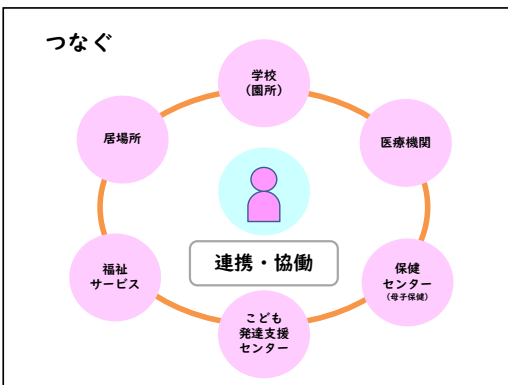 つなぐ
学校
（園所）
居場所
医療機関
連携・協働
福祉
サービス
保健
センター
（母子保健）
こども
発達支援
センター